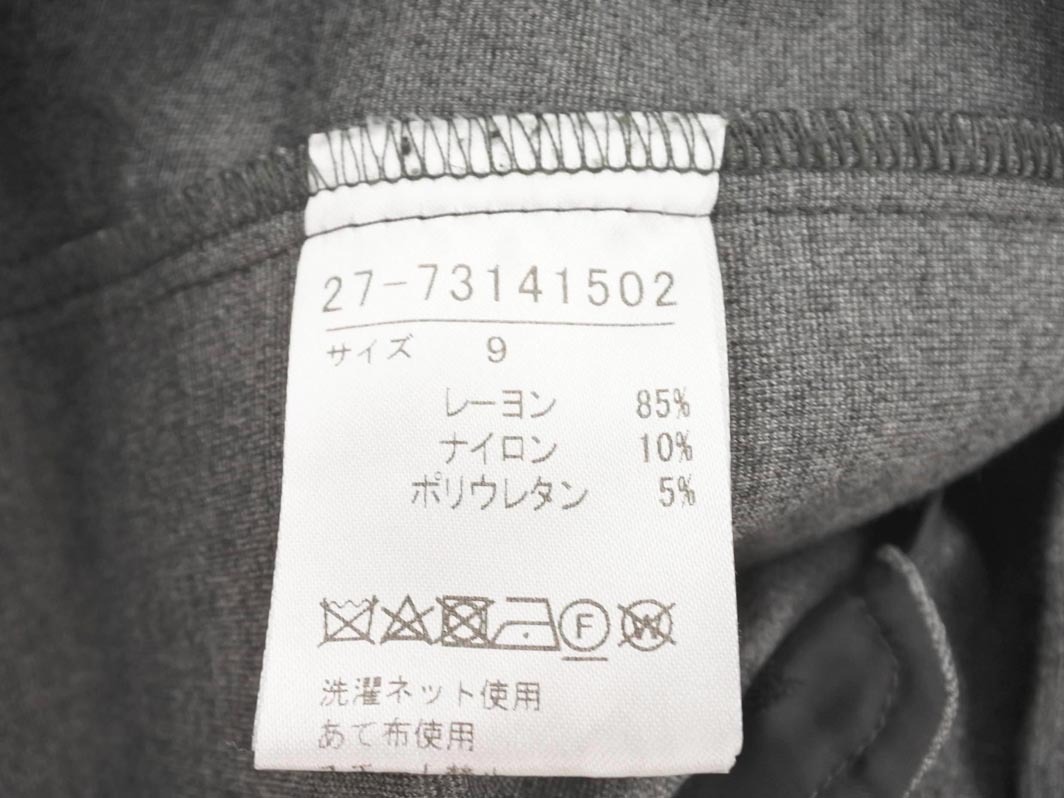 27-73141502
サイズ 9
レーヨン 85%
ナイロン 10%
ポリウレタン 5%
F W
洗濯ネット使用
あて布使用